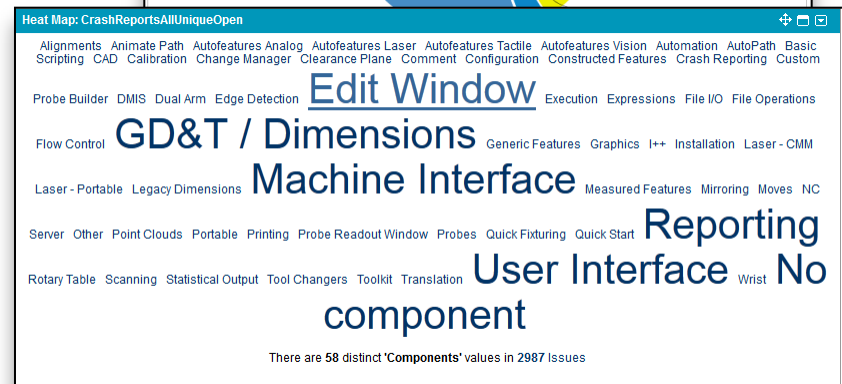 Heat Map: CrashReportsAllUniqueOpen
Alignments Animate Path Autofeatures Analog Autofeatures Laser Autofeatures Tactile Autofeatures Vision Automation AutoPath Basic
Scripting CAD Calibration Change Manager Clearance Plane Comment Configuration Constructed Features Crash Reporting Custom
Probe Builder DMIS Dual Arm Edge Detection Edit Window Execution Expressions File I/O File Operations
Flow Control GD&T / Dimensions Generic Features Graphics I++ Installation Laser - CMM
Laser - Portable Legacy Dimensions Machine Interface Measured Features Mirroring Moves NC
Server Other Point Clouds Portable Printing Probe Readout Window Probes Quick Fixturing Quick Start Reporting
Rotary Table Scanning Statistical Output Tool Changers Toolkit Translation User Interface Wrist No
component
There are 58 distinct 'Components' values in 2987 Issues